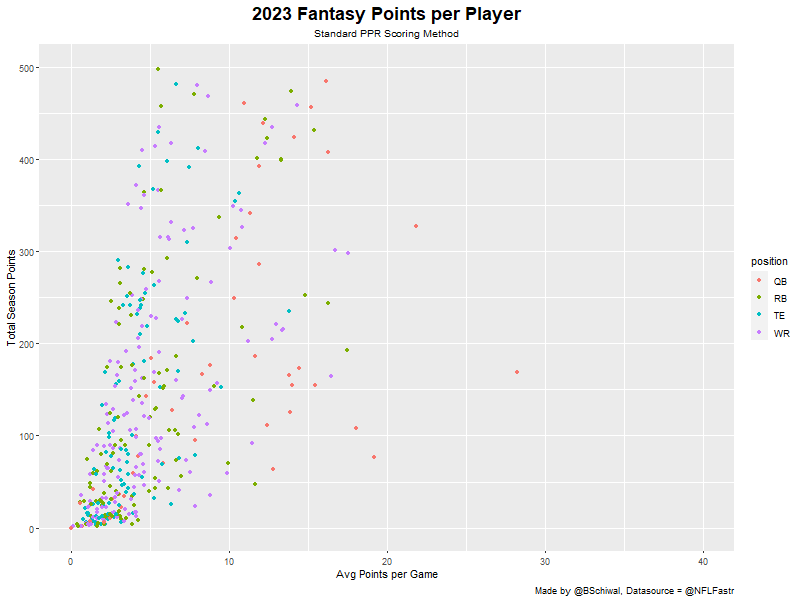 2023 Fantasy Points per Player
Standard PPR Scoring Method
Total Season Points
500
400
300
200
100
0
0 10 20 30 40
Avg Points per Game
position
QB
RB
TE
WR
Made by @BSchiwal, Datasource = @NFLFastr